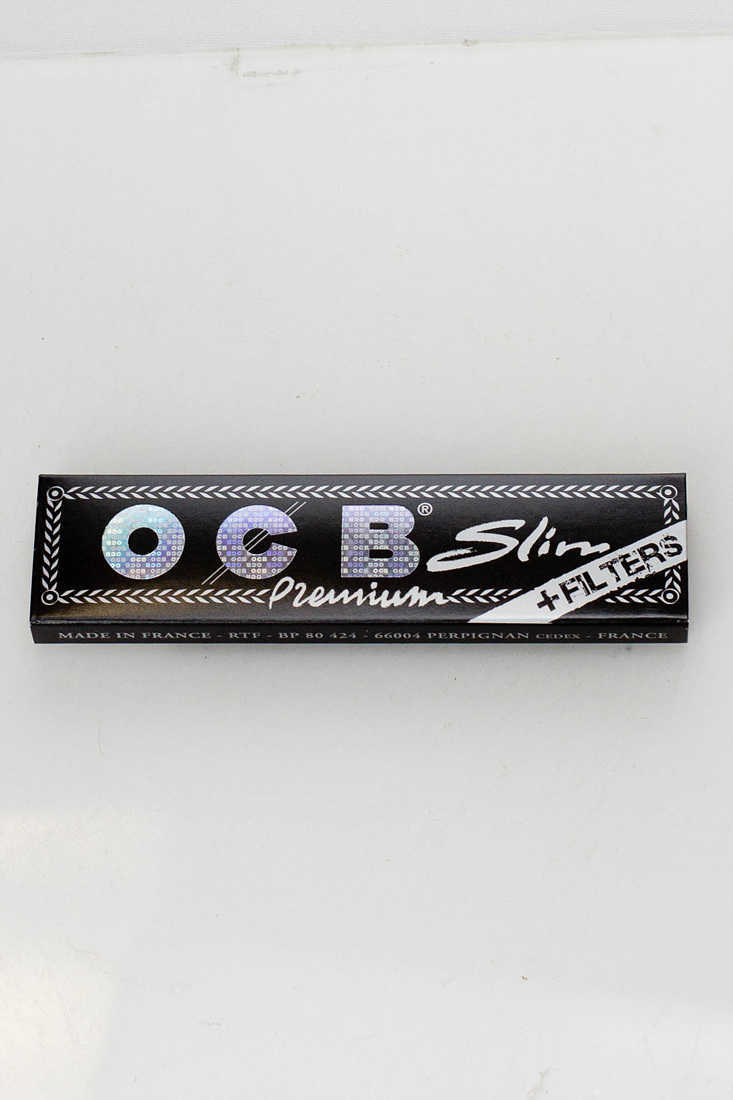 OCB® Slim
Premium
+FILTERS
MADE IN FRANCE - RTF - BP 80 424 - 66004 PERPIGNAN CEDEX - FRANCE